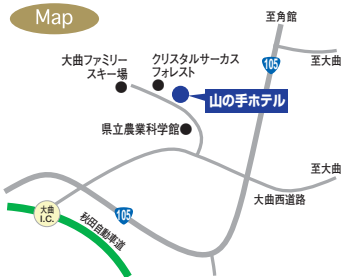 Map
至角館
至大曲
105
大曲ファミリー
スキー場
クリスタルサーカス
フォレスト
山の手ホテル
県立農業科学館
至大曲
大曲西道路
大曲
I.C.
105
秋田自動車道